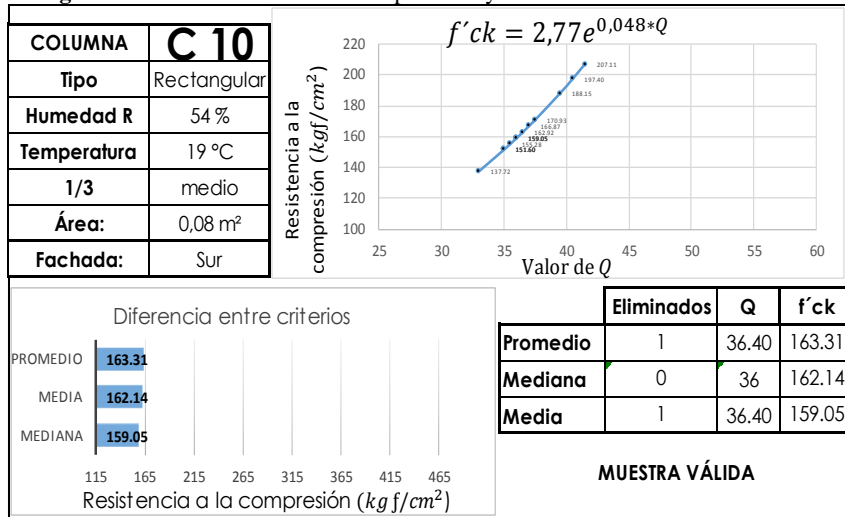 COLUMNA C 10
Tipo Rectangular
Humedad R 54 %
Temperatura 19 °C
1/3 medio
Área: 0,08 m²
Fachada: Sur
f´ck = 2,77e^{0,048*Q}
Resistencia a la
compresión (kgf/cm²)
220
200
180
160
140
120
100
207.11
197.40
188.15
170.93
166.87
162.92
159.05
155.28
151.60
137.72
25 30 35 40 45 50 55 60
Valor de Q
Diferencia entre criterios
PROMEDIO 163.31
MEDIA 162.14
MEDIANA 159.05
115 165 215 265 315 365 415 465
Resistencia a la compresión (kg f/cm²)
Eliminados Q f´ck
Promedio 1 36.40 163.31
Mediana 0 36 162.14
Media 1 36.40 159.05
MUESTRA VÁLIDA